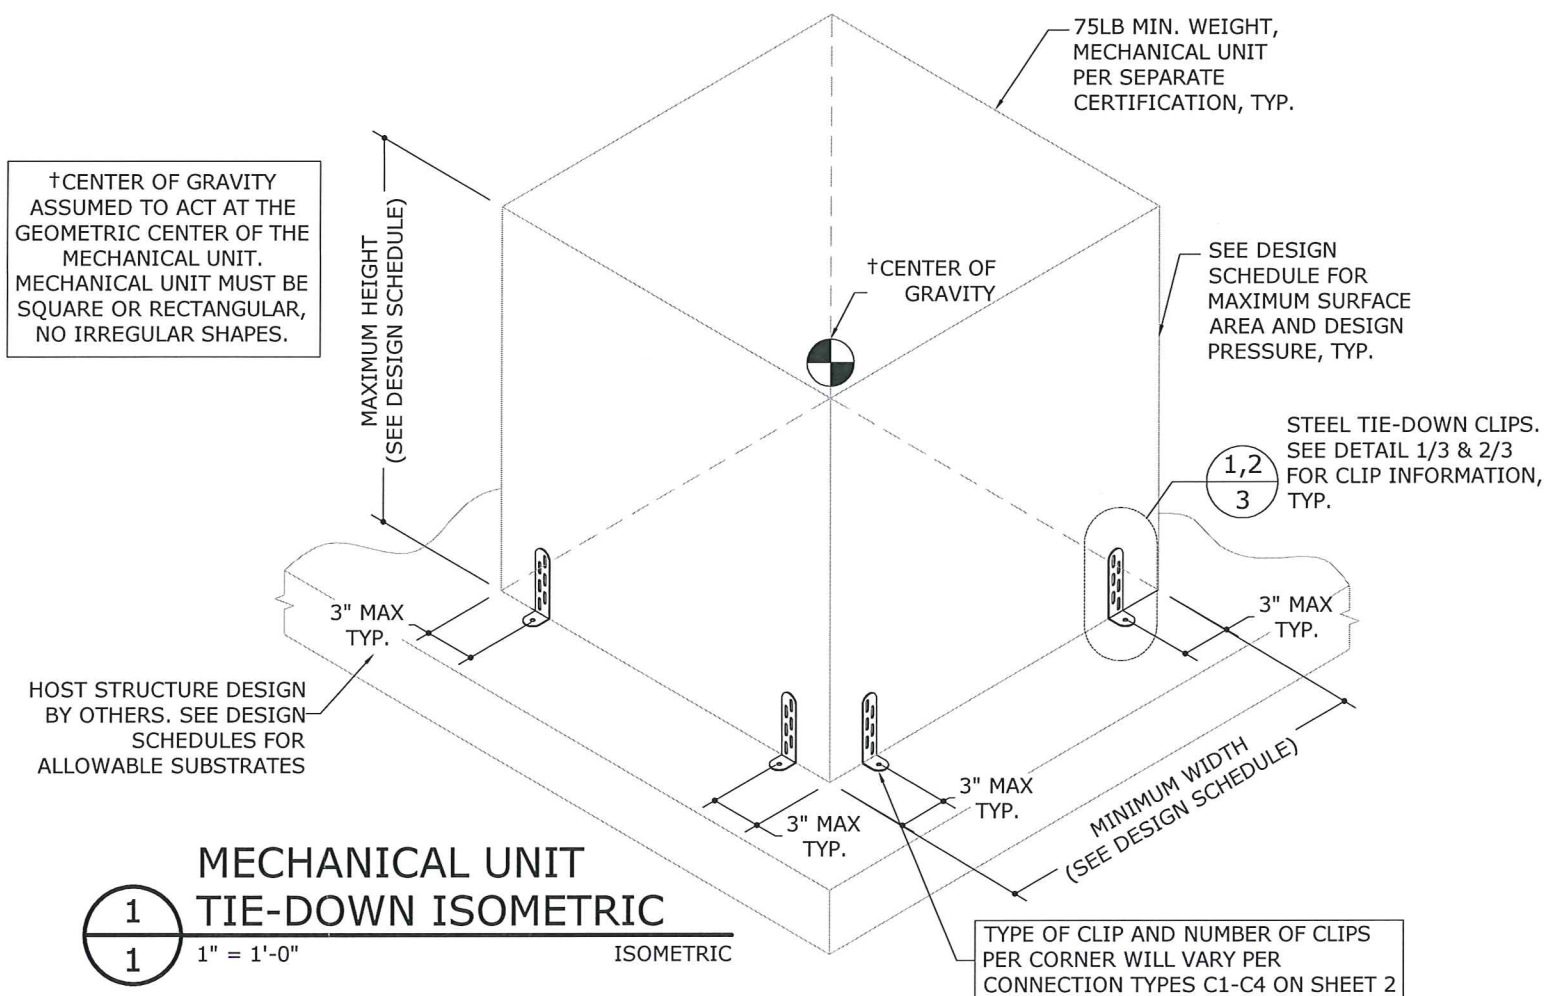 75LB MIN. WEIGHT,
MECHANICAL UNIT
PER SEPARATE
CERTIFICATION, TYP.
†CENTER OF GRAVITY
ASSUMED TO ACT AT THE
GEOMETRIC CENTER OF THE
MECHANICAL UNIT.
MECHANICAL UNIT MUST BE
SQUARE OR RECTANGULAR,
NO IRREGULAR SHAPES.
MAXIMUM HEIGHT
(SEE DESIGN SCHEDULE)
†CENTER OF
GRAVITY
SEE DESIGN
SCHEDULE FOR
MAXIMUM SURFACE
AREA AND DESIGN
PRESSURE, TYP.
STEEL TIE-DOWN CLIPS.
SEE DETAIL 1/3 & 2/3
FOR CLIP INFORMATION,
TYP.
1,2
3
3" MAX
TYP.
3" MAX
TYP.
HOST STRUCTURE DESIGN
BY OTHERS. SEE DESIGN
SCHEDULES FOR
ALLOWABLE SUBSTRATES
3" MAX
TYP.
3" MAX
TYP.
MINIMUM WIDTH
(SEE DESIGN SCHEDULE)
MECHANICAL UNIT
TIE-DOWN ISOMETRIC
1
1
1" = 1'-0"
ISOMETRIC
TYPE OF CLIP AND NUMBER OF CLIPS
PER CORNER WILL VARY PER
CONNECTION TYPES C1-C4 ON SHEET 2